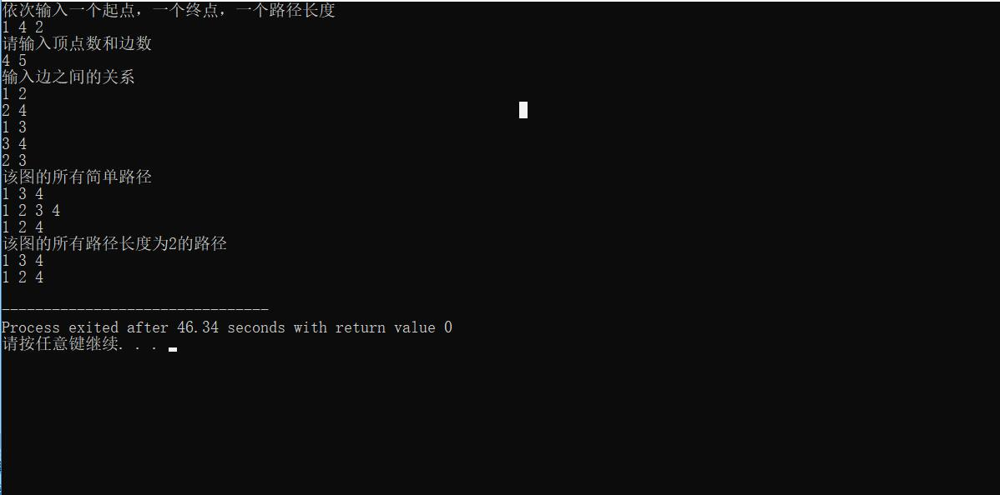 依次输入一个起点，一个终点，一个路径长度
1 4 2
请输入顶点数和边数
4 5
输入边之间的关系
1 2
2 4
1 3
3 4
2 3
该图的所有简单路径
1 3 4
1 2 3 4
1 2 4
该图的所有路径长度为2的路径
1 3 4
1 2 4

--------------------------------
Process exited after 46.34 seconds with return value 0
请按任意键继续. . .